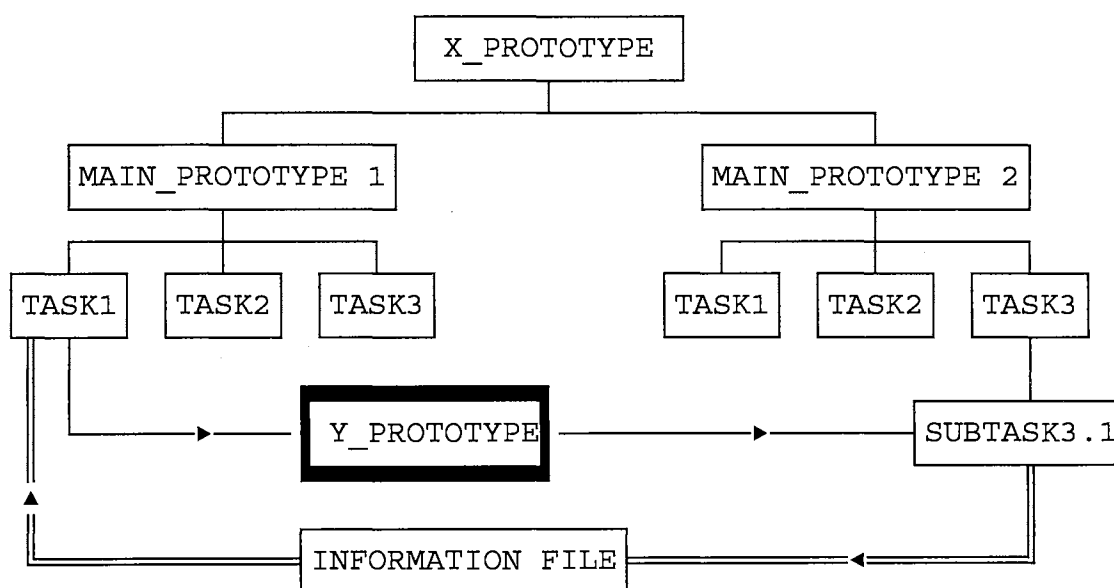 X_PROTOTYPE
MAIN_PROTOTYPE 1
MAIN_PROTOTYPE 2
TASK1
TASK2
TASK3
TASK1
TASK2
TASK3
Y_PROTOTYPE
SUBTASK3.1
INFORMATION FILE